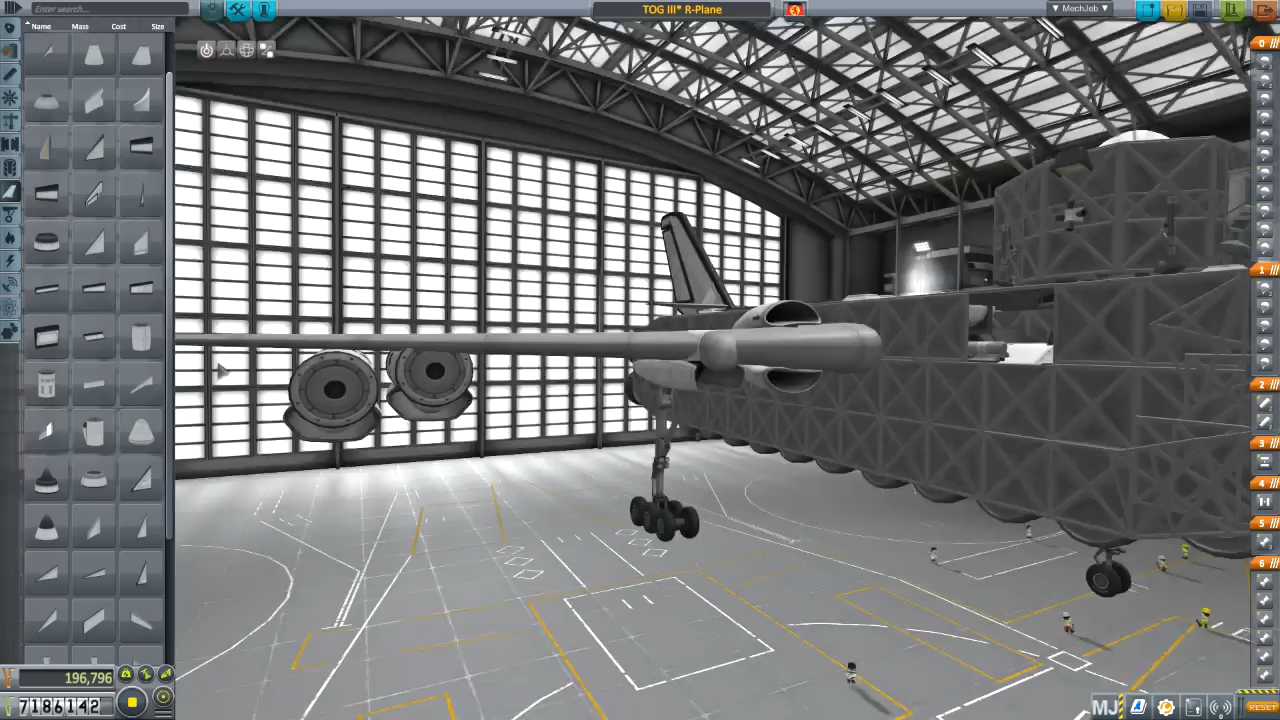 Enter search...
TOG III* R-Plane
▼ MechJeb ▼
Name Mass Cost Size
0
1
2
3
4
5
6
196,796
7186142
MJ
RESET